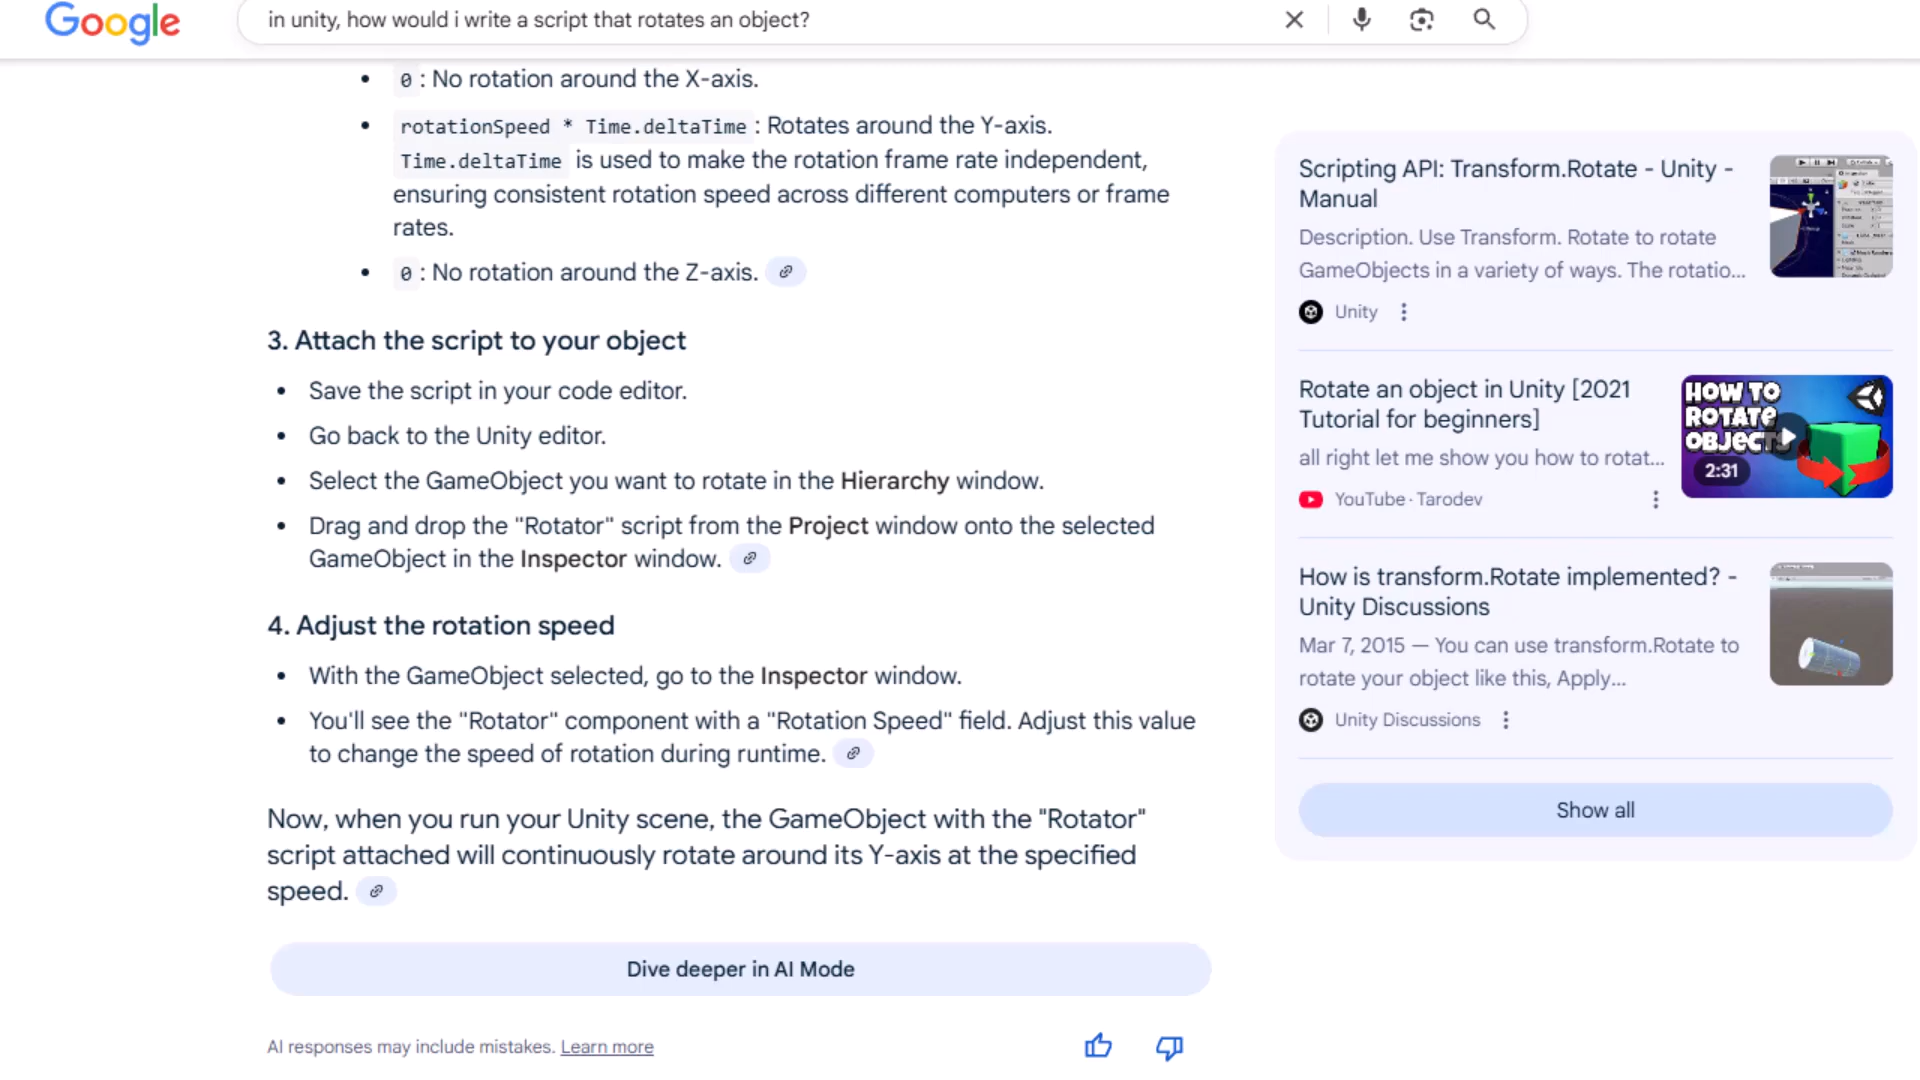 Google
in unity, how would i write a script that rotates an object?
0 : No rotation around the X-axis.
rotationSpeed * Time.deltaTime : Rotates around the Y-axis.
Time.deltaTime is used to make the rotation frame rate independent,
ensuring consistent rotation speed across different computers or frame
rates.
0 : No rotation around the Z-axis.
3. Attach the script to your object
Save the script in your code editor.
Go back to the Unity editor.
Select the GameObject you want to rotate in the Hierarchy window.
Drag and drop the "Rotator" script from the Project window onto the selected
GameObject in the Inspector window.
4. Adjust the rotation speed
With the GameObject selected, go to the Inspector window.
You'll see the "Rotator" component with a "Rotation Speed" field. Adjust this value
to change the speed of rotation during runtime.
Now, when you run your Unity scene, the GameObject with the "Rotator"
script attached will continuously rotate around its Y-axis at the specified
speed.
Dive deeper in AI Mode
AI responses may include mistakes. Learn more
Scripting API: Transform.Rotate - Unity -
Manual
Description. Use Transform. Rotate to rotate
GameObjects in a variety of ways. The rotatio...
Unity
Rotate an object in Unity [2021
Tutorial for beginners]
all right let me show you how to rotat...
YouTube · Tarodev
HOW TO
ROTATE
OBJECTS
2:31
How is transform.Rotate implemented? -
Unity Discussions
Mar 7, 2015 — You can use transform.Rotate to
rotate your object like this, Apply...
Unity Discussions
Show all